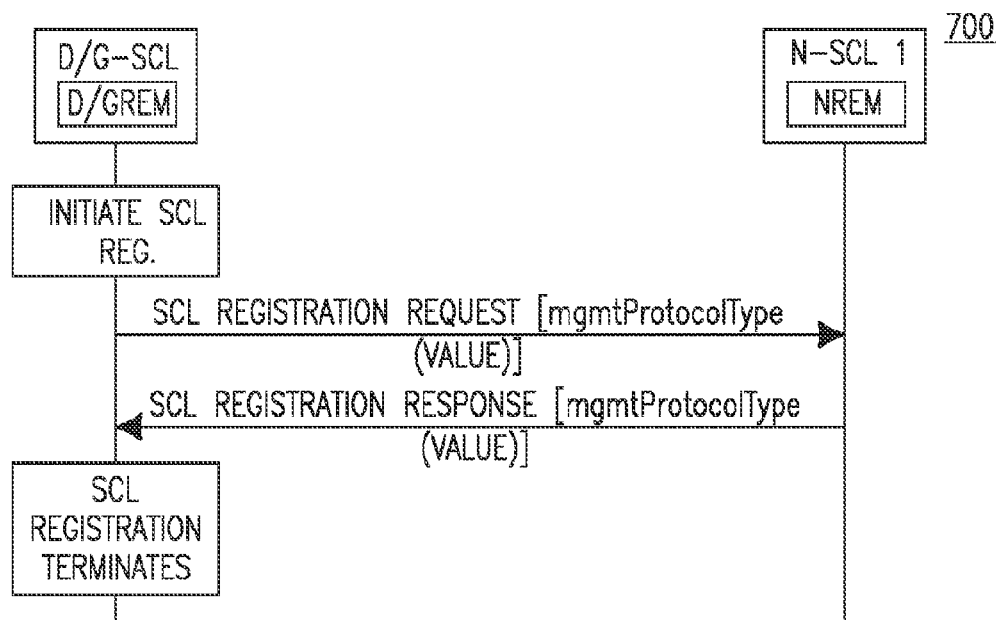 700
D/G-SCL
D/GREM
N-SCL 1
NREM
INITIATE SCL
REG.
SCL REGISTRATION REQUEST [mgmtProtocolType
(VALUE)]
SCL REGISTRATION RESPONSE [mgmtProtocolType
(VALUE)]
SCL
REGISTRATION
TERMINATES